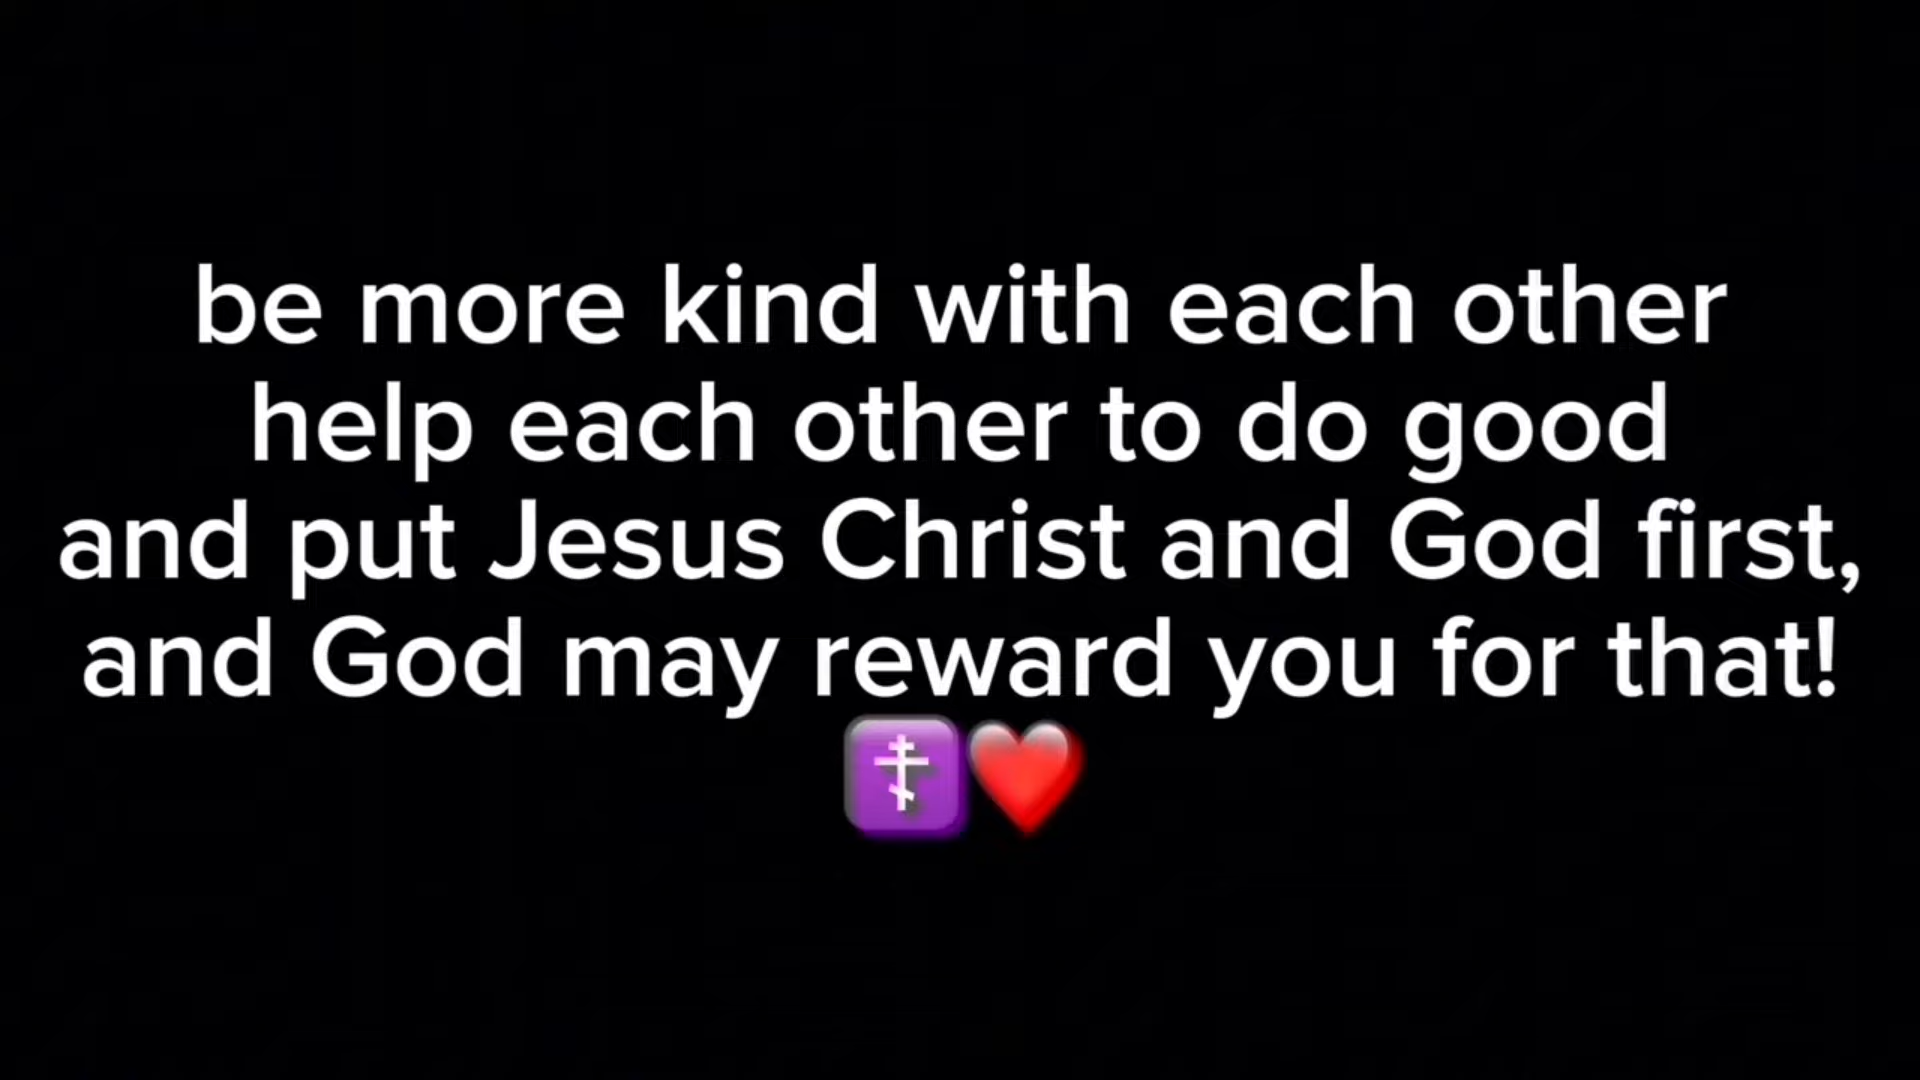 be more kind with each other
help each other to do good
and put Jesus Christ and God first,
and God may reward you for that!
☦️❤️